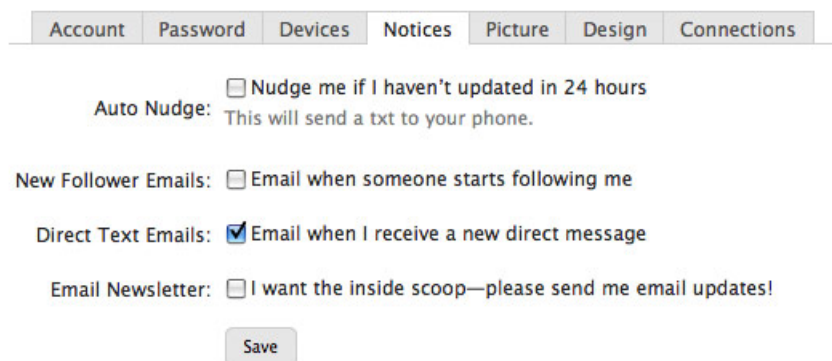 Account Password Devices Notices Picture Design Connections
Auto Nudge: Nudge me if I haven’t updated in 24 hours
This will send a txt to your phone.
New Follower Emails: Email when someone starts following me
Direct Text Emails: Email when I receive a new direct message
Email Newsletter: I want the inside scoop—please send me email updates!
Save